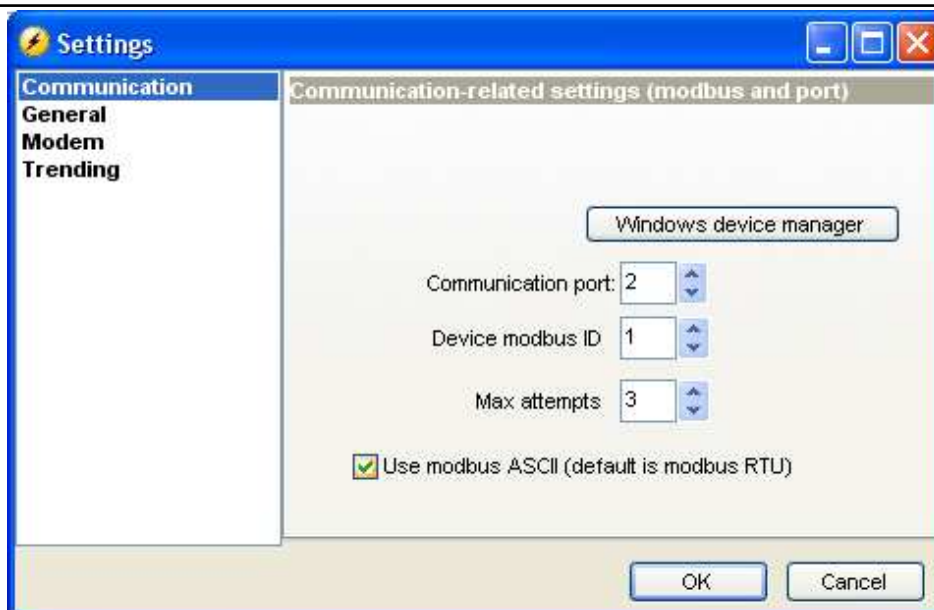 Settings
Communication
General
Modem
Trending
Communication-related settings (modbus and port)
Windows device manager
Communication port: 2
Device modbus ID 1
Max attempts 3
Use modbus ASCII (default is modbus RTU)
OK Cancel